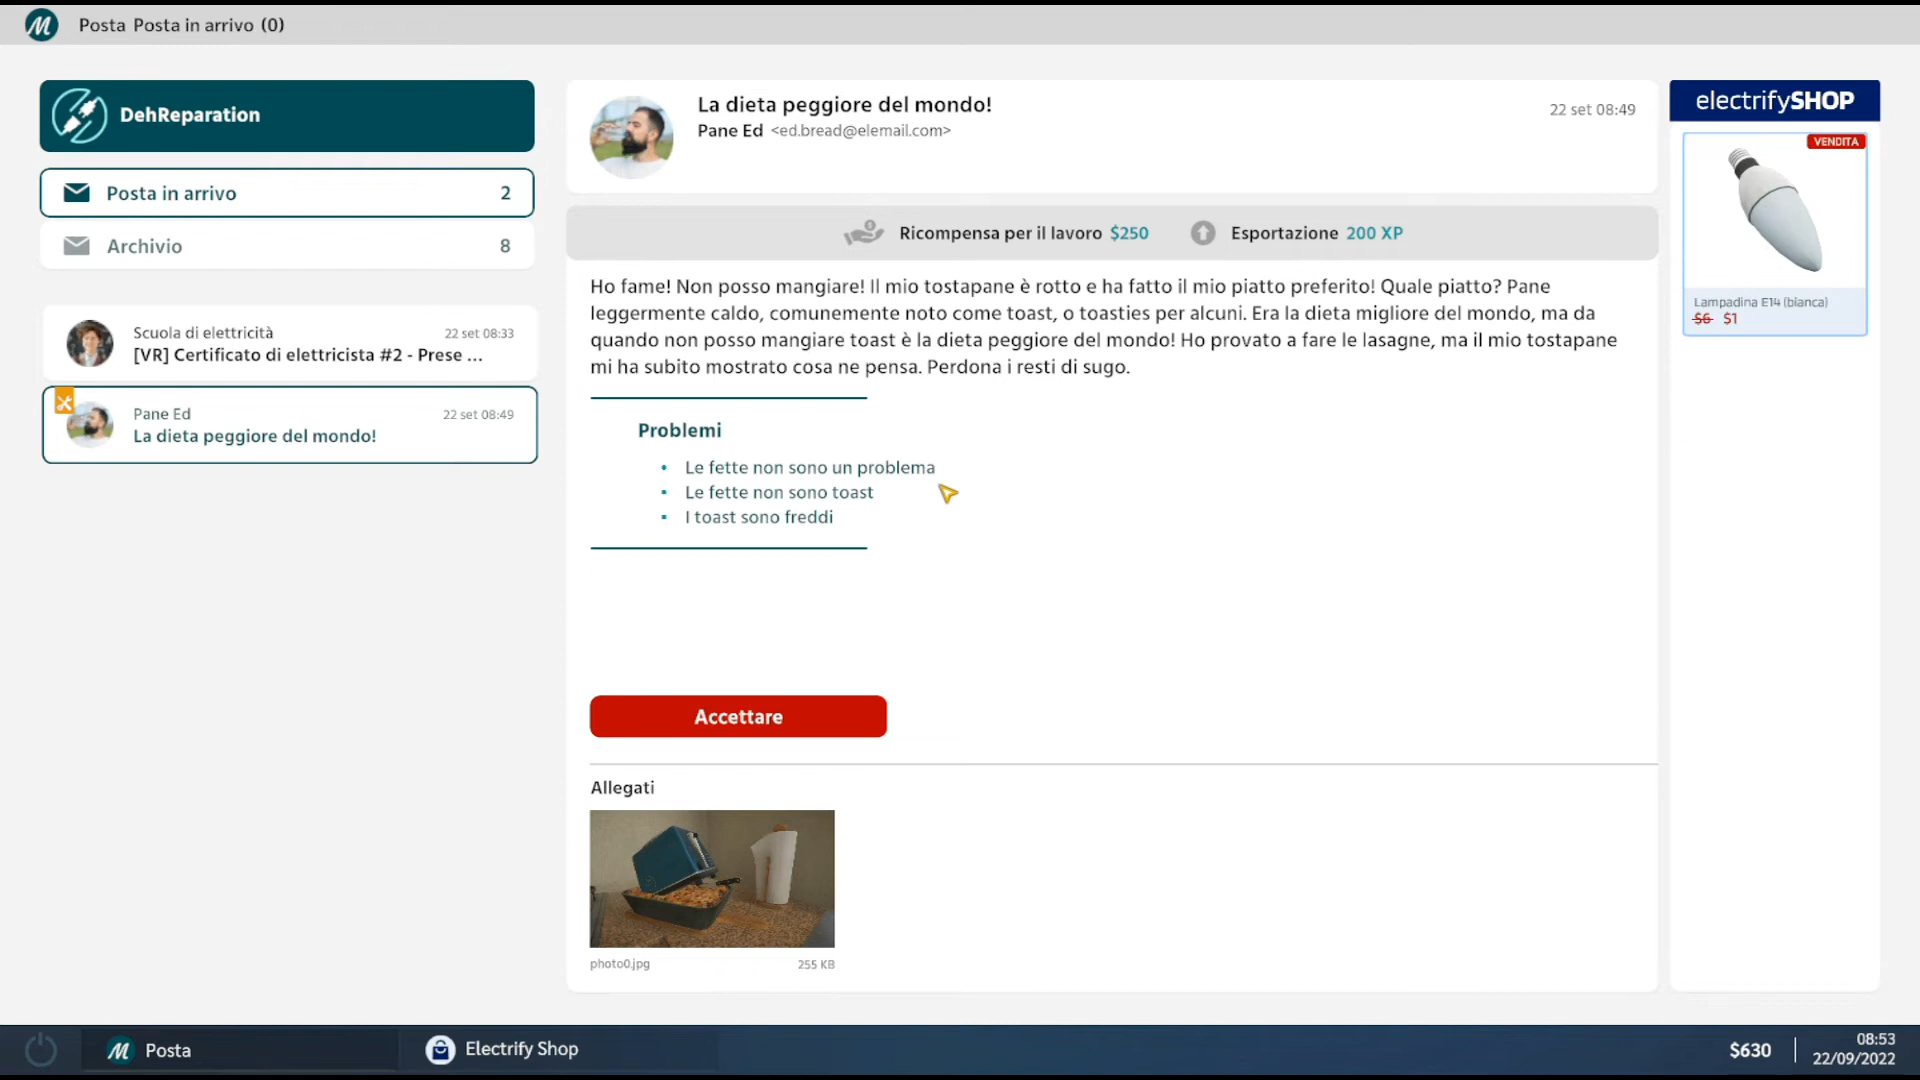 Posta Posta in arrivo (0)
DehReparation
Posta in arrivo 2
Archivio 8
Scuola di elettricità 22 set 08:33
[VR] Certificato di elettricista #2 - Prese ...
Pane Ed 22 set 08:49
La dieta peggiore del mondo!
La dieta peggiore del mondo!
22 set 08:49
Pane Ed <ed.bread@elemail.com>
Ricompensa per il lavoro $250 Esportazione 200 XP
Ho fame! Non posso mangiare! Il mio tostapane è rotto e ha fatto il mio piatto preferito! Quale piatto? Pane
leggermente caldo, comunemente noto come toast, o toasties per alcuni. Era la dieta migliore del mondo, ma da
quando non posso mangiare toast è la dieta peggiore del mondo! Ho provato a fare le lasagne, ma il mio tostapane
mi ha subito mostrato cosa ne pensa. Perdona i resti di sugo.
Problemi
• Le fette non sono un problema
• Le fette non sono toast
• I toast sono freddi
Accettare
Allegati
photo0.jpg 255 KB
electrifySHOP
VENDITA
Lampadina E14 (bianca)
$6 $1
M Posta
Electrify Shop
$630
08:53
22/09/2022